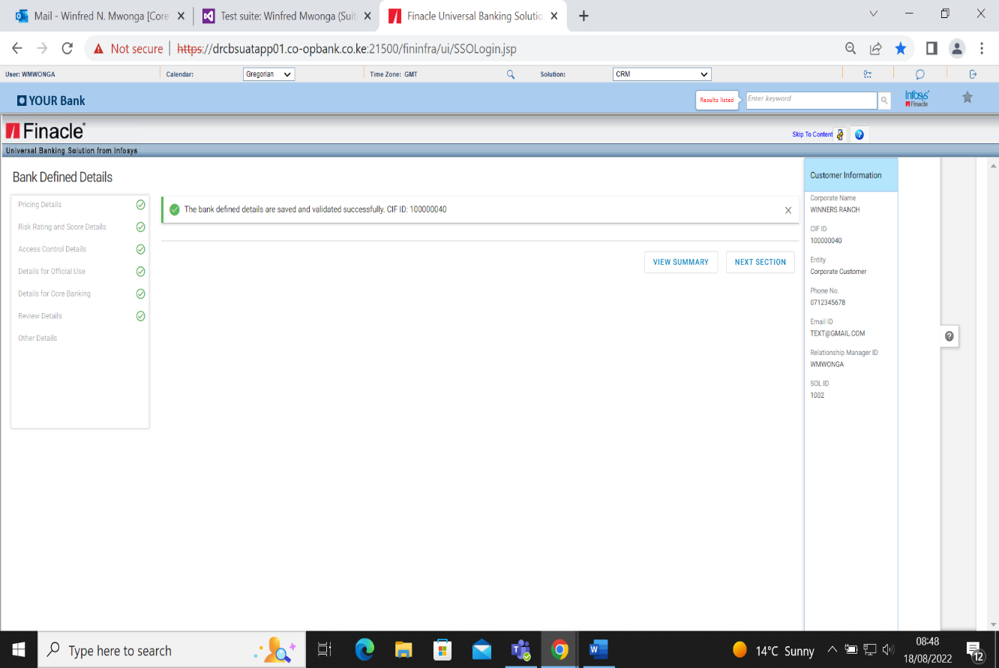 Mail - Winfred N. Mwonga [Core
Test suite: Winfred Mwonga (Suit
Finacle Universal Banking Solutio
Not secure
https://drcbsuatapp01.co-opbank.co.ke:21500/fininfra/ui/SSOLogin.jsp
User: WMWONGA
Calendar:
Gregorian
Time Zone: GMT
Solution:
CRM
YOUR Bank
Results listed
Enter keyword
Infosys
Finacle
Finacle
Skip To Content
Universal Banking Solution from Infosys
Bank Defined Details
Pricing Details
Risk Rating and Score Details
Access Control Details
Details for Official Use
Details for Core Banking
Review Details
Other Details
The bank defined details are saved and validated successfully. CIF ID: 100000040
VIEW SUMMARY
NEXT SECTION
Customer Information
Corporate Name
WINNERS RANCH
CIF ID
100000040
Entity
Corporate Customer
Phone No.
0712345678
Email ID
TEXT@GMAIL.COM
Relationship Manager ID
WMWONGA
SOL ID
1002
Type here to search
14°C Sunny
08:48
18/08/2022
12